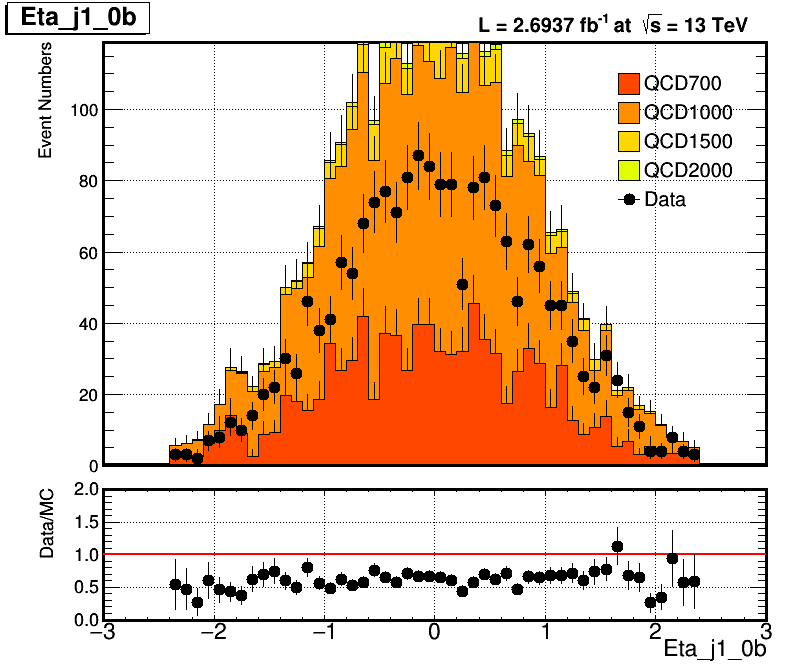 Eta_j1_0b
L = 2.6937 fb-1 at √s = 13 TeV
Event Numbers
100
80
60
40
20
0
QCD700
QCD1000
QCD1500
QCD2000
Data
Data/MC
2.0
1.5
1.0
0.5
0.0
−3 −2 −1 0 1 2 3
Eta_j1_0b